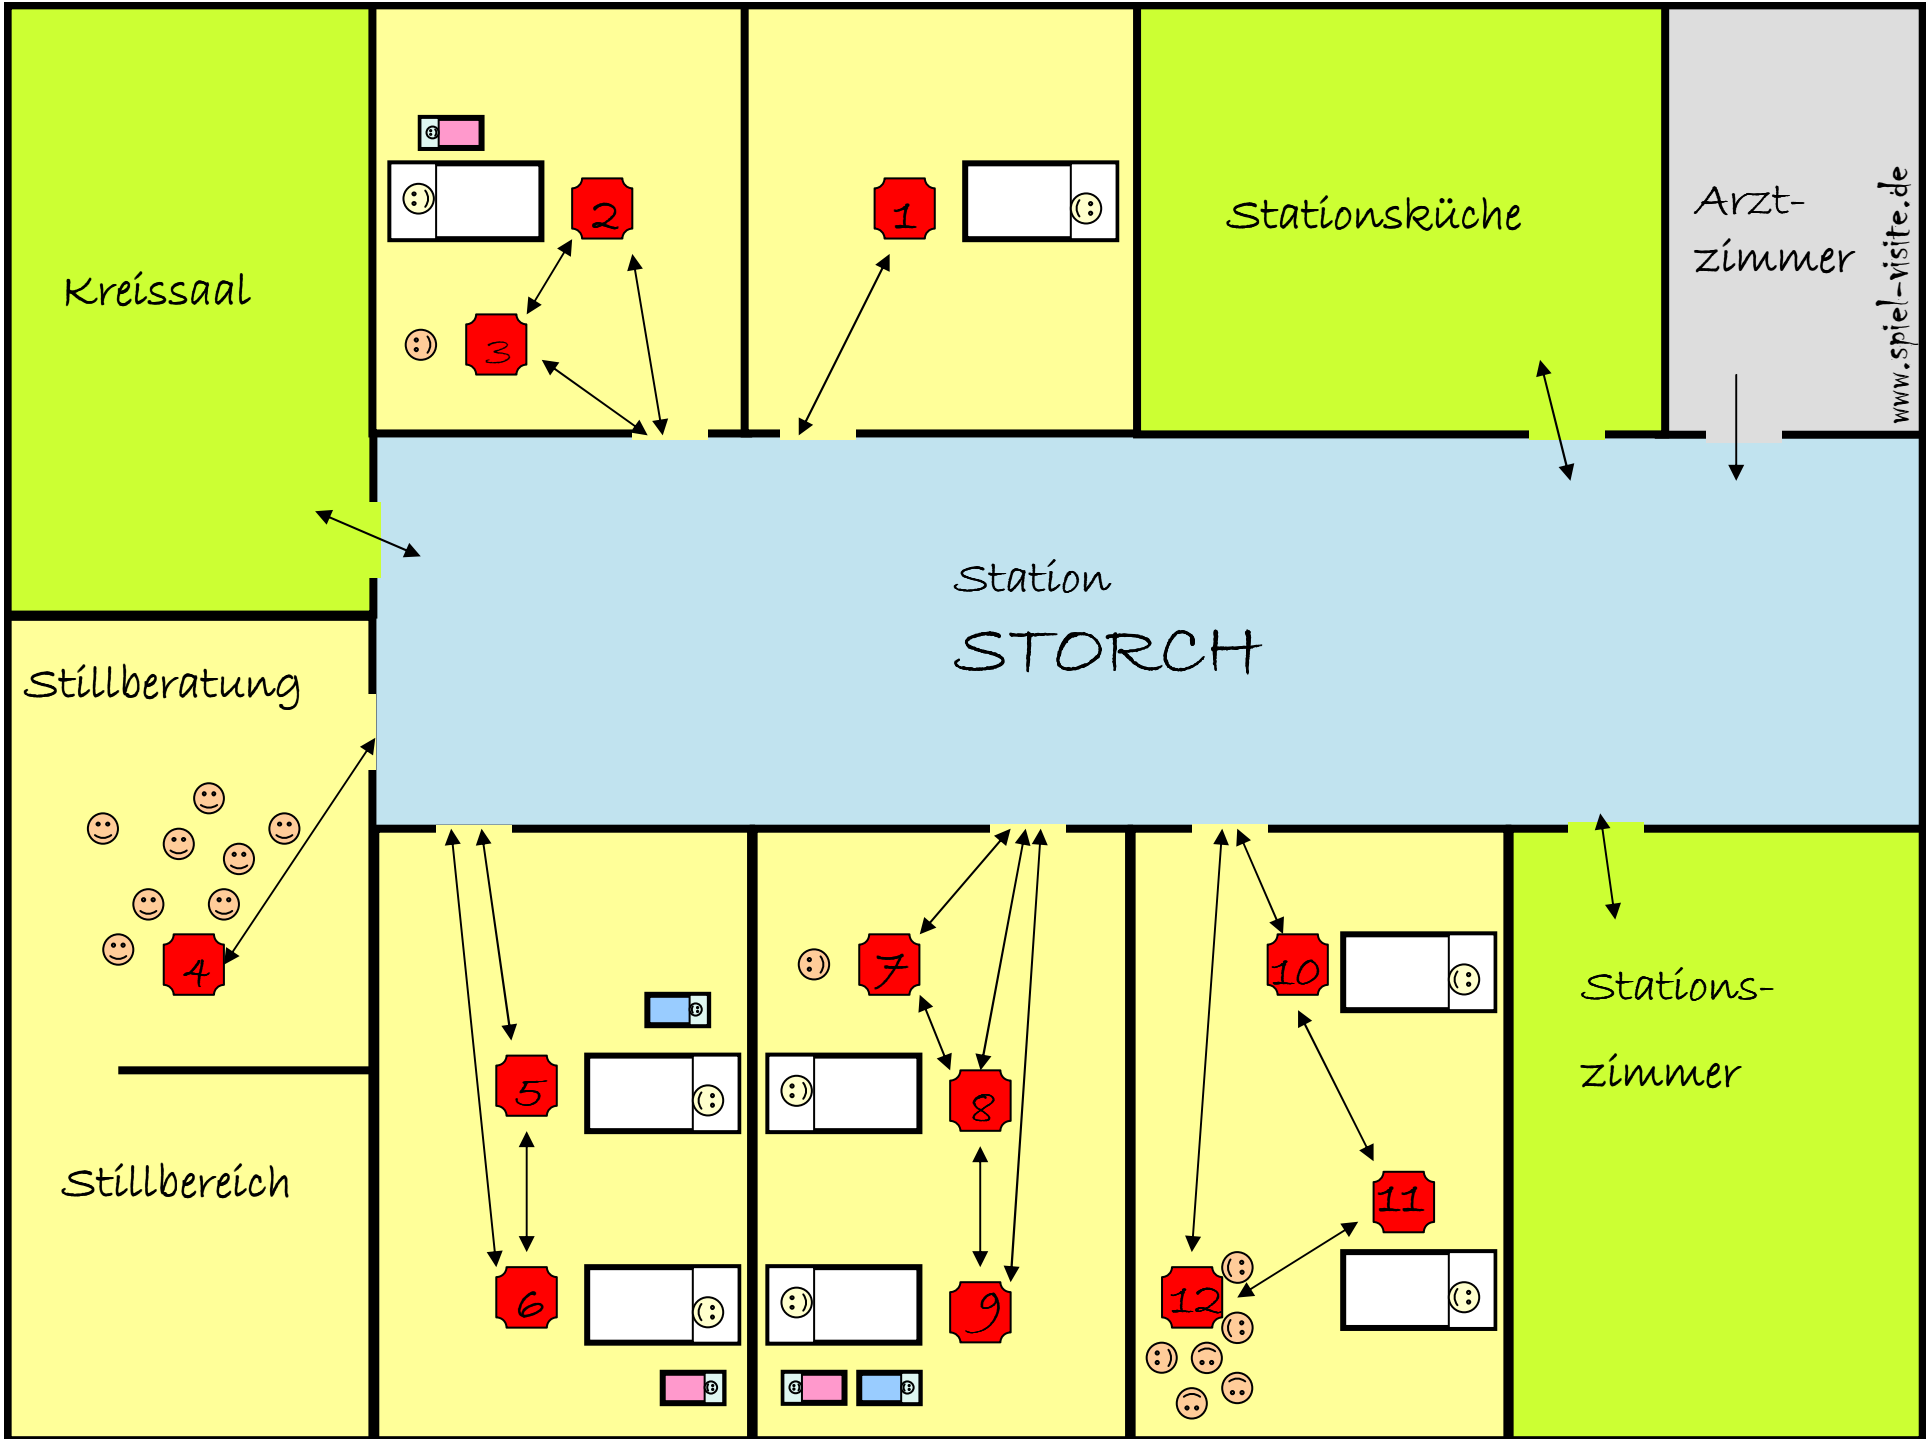 2
1
Stationsküche
Arzt-
zimmer
www.spiel-visite.de
Kreissaal
3
Station
STORCH
Stillberatung
4
7
10
Stations-
zimmer
5
8
Stillbereich
11
6
9
12